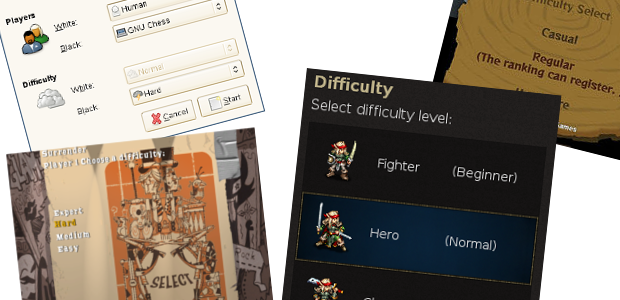 Players
White:
Human
Black
GNU Chess
Difficulty
White:
Normal
Black
Hard
Cancel
Start
Difficulty Select
Casual
Regular
(The ranking can register.
Surrender
Player 1 Choose a difficulty:
Expert
Hard
Medium
Easy
SELECT
Difficulty
Select difficulty level:
Fighter (Beginner)
Hero (Normal)